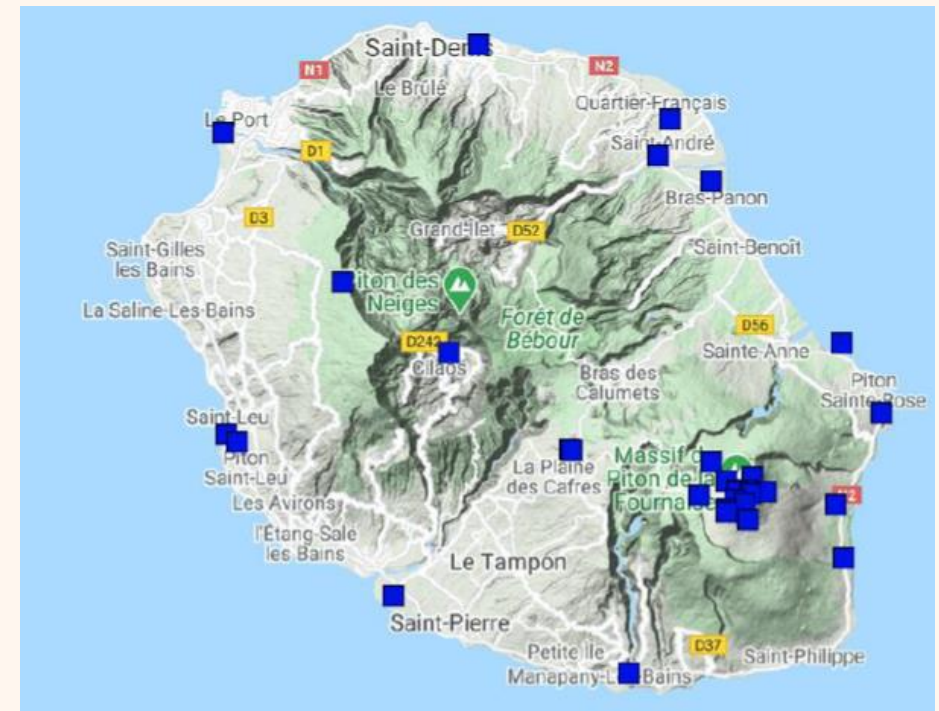 Saint-Denis
N1
N2
Le Brûlé
Quartier-Français
Le Port
Saint-André
D1
Bras-Panon
D3
Grand-Îlet
D52
Saint-Benoît
Saint-Gilles
les Bains
Piton des
Neiges
La Saline-Les-Bains
Forêt de
Bébour
D56
D242
Sainte-Anne
Cilaos
Bras des
Calumets
Piton
Sainte-Rose
Saint-Leu
Piton
Saint-Leu
La Plaine
des Cafres
Massif du
Piton de la
Fournaise
Les Avirons
N2
l'Étang-Salé
les Bains
Le Tampon
Saint-Pierre
Petite Île
D37
Saint-Philippe
Manapany-Les-Bains